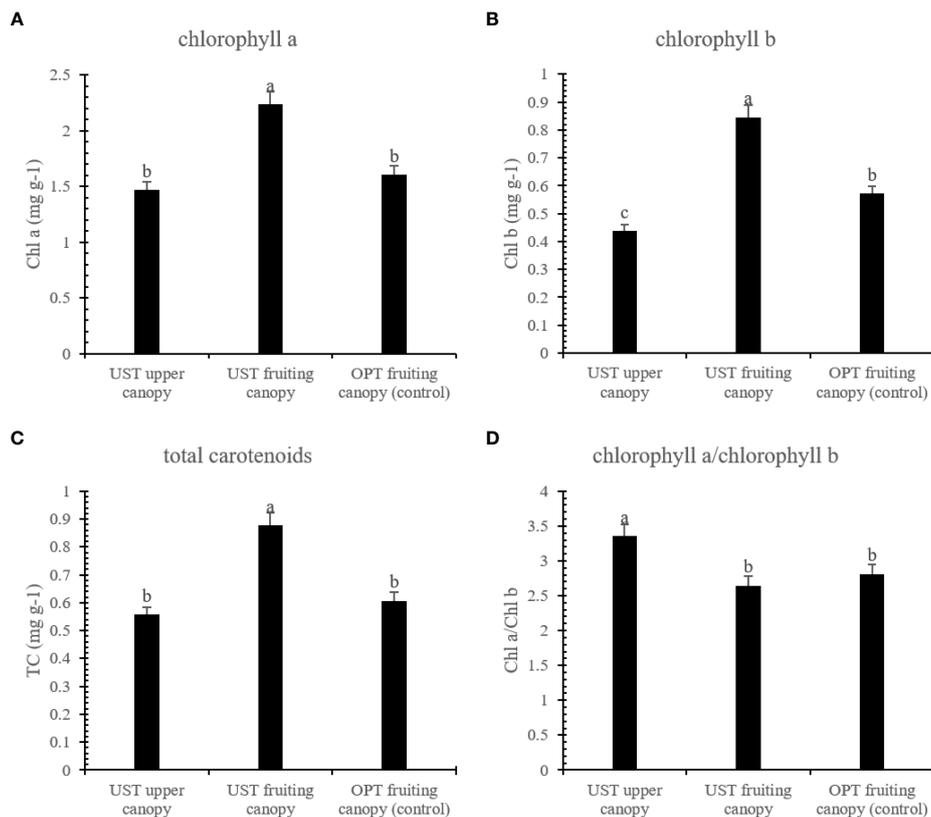 A
chlorophyll a
Chl a (mg g-1)
2.5
2
1.5
1
0.5
0
b
a
b
UST upper
canopy
UST fruiting
canopy
OPT fruiting
canopy (control)
B
chlorophyll b
Chl b (mg g-1)
1
0.9
0.8
0.7
0.6
0.5
0.4
0.3
0.2
0.1
0
c
a
b
UST upper
canopy
UST fruiting
canopy
OPT fruiting
canopy (control)
C
total carotenoids
TC (mg g-1)
1
0.9
0.8
0.7
0.6
0.5
0.4
0.3
0.2
0.1
0
b
a
b
UST upper
canopy
UST fruiting
canopy
OPT fruiting
canopy (control)
D
chlorophyll a/chlorophyll b
Chl a/Chl b
4
3.5
3
2.5
2
1.5
1
0.5
0
a
b
b
UST upper
canopy
UST fruiting
canopy
OPT fruiting
canopy (control)